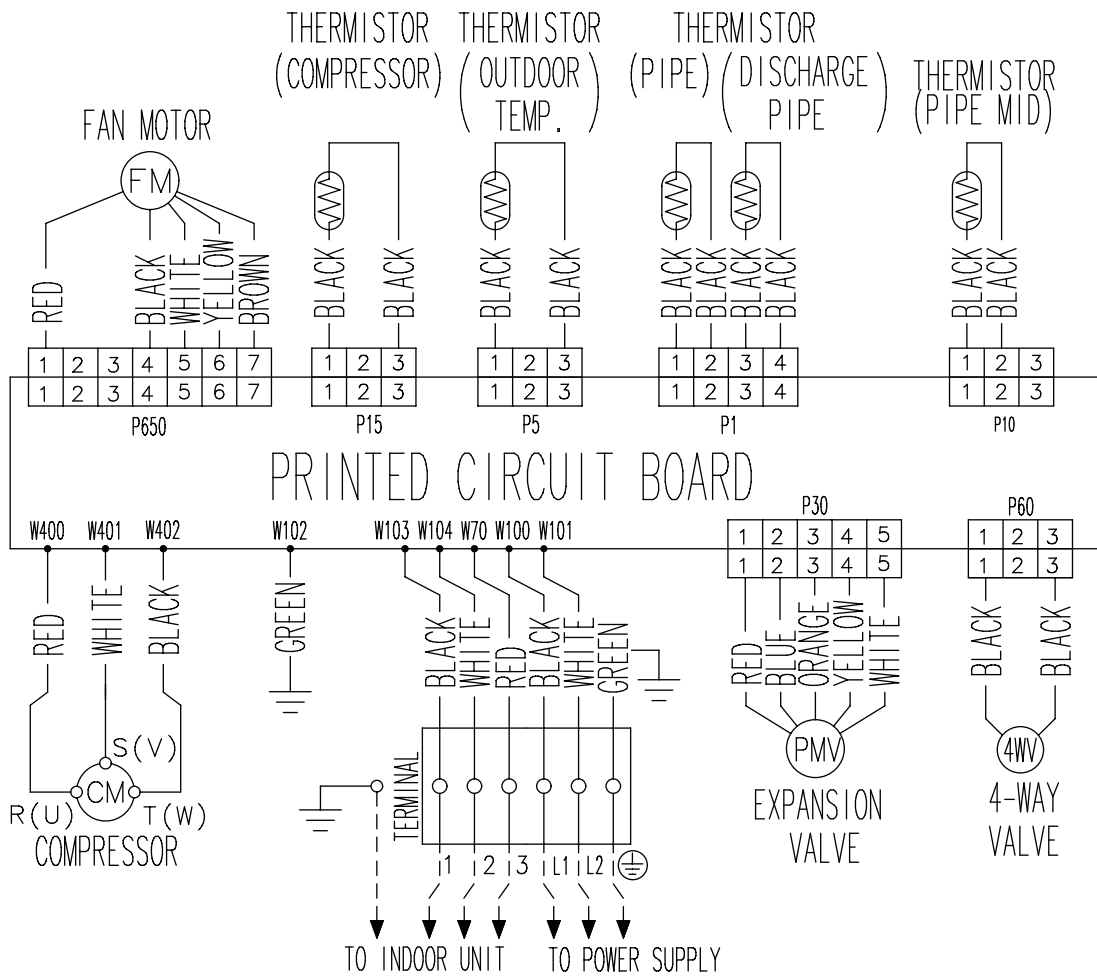 THERMISTOR THERMISTOR THERMISTOR
(COMPRESSOR) (OUTDOOR TEMP.) (PIPE) (DISCHARGE PIPE)
THERMISTOR
(PIPE MID)
FAN MOTOR
FM
RED BLACK WHITE YELLOW BROWN
BLACK BLACK
BLACK BLACK
BLACK BLACK BLACK BLACK
BLACK BLACK
1 2 3 4 5 6 7
1 2 3 4 5 6 7
P650
1 2 3
1 2 3
P15
1 2 3
1 2 3
P5
1 2 3 4
1 2 3 4
P1
1 2 3
1 2 3
P10
PRINTED CIRCUIT BOARD
W400 W401 W402 W102 W103 W104 W70 W100 W101
P30
1 2 3 4 5
1 2 3 4 5
P60
1 2 3
1 2 3
RED WHITE BLACK
GREEN
BLACK WHITE RED BLACK WHITE GREEN
RED BLUE ORANGE YELLOW WHITE
BLACK BLACK
S(V)
CM
R(U) T(W)
COMPRESSOR
TERMINAL
1 2 3 L1 L2
TO INDOOR UNIT TO POWER SUPPLY
PMV
EXPANSION
VALVE
4WV
4-WAY
VALVE